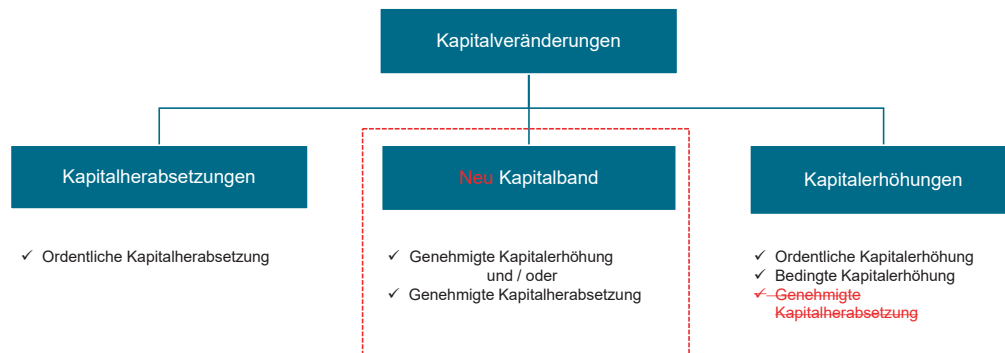 Kapitalveränderungen
Kapitalherabsetzungen
Neu Kapitalband
Kapitalerhöhungen
✓ Ordentliche Kapitalherabsetzung
✓ Genehmigte Kapitalerhöhung
und / oder
✓ Genehmigte Kapitalherabsetzung
✓ Ordentliche Kapitalerhöhung
✓ Bedingte Kapitalerhöhung
✓ Genehmigte
Kapitalherabsetzung